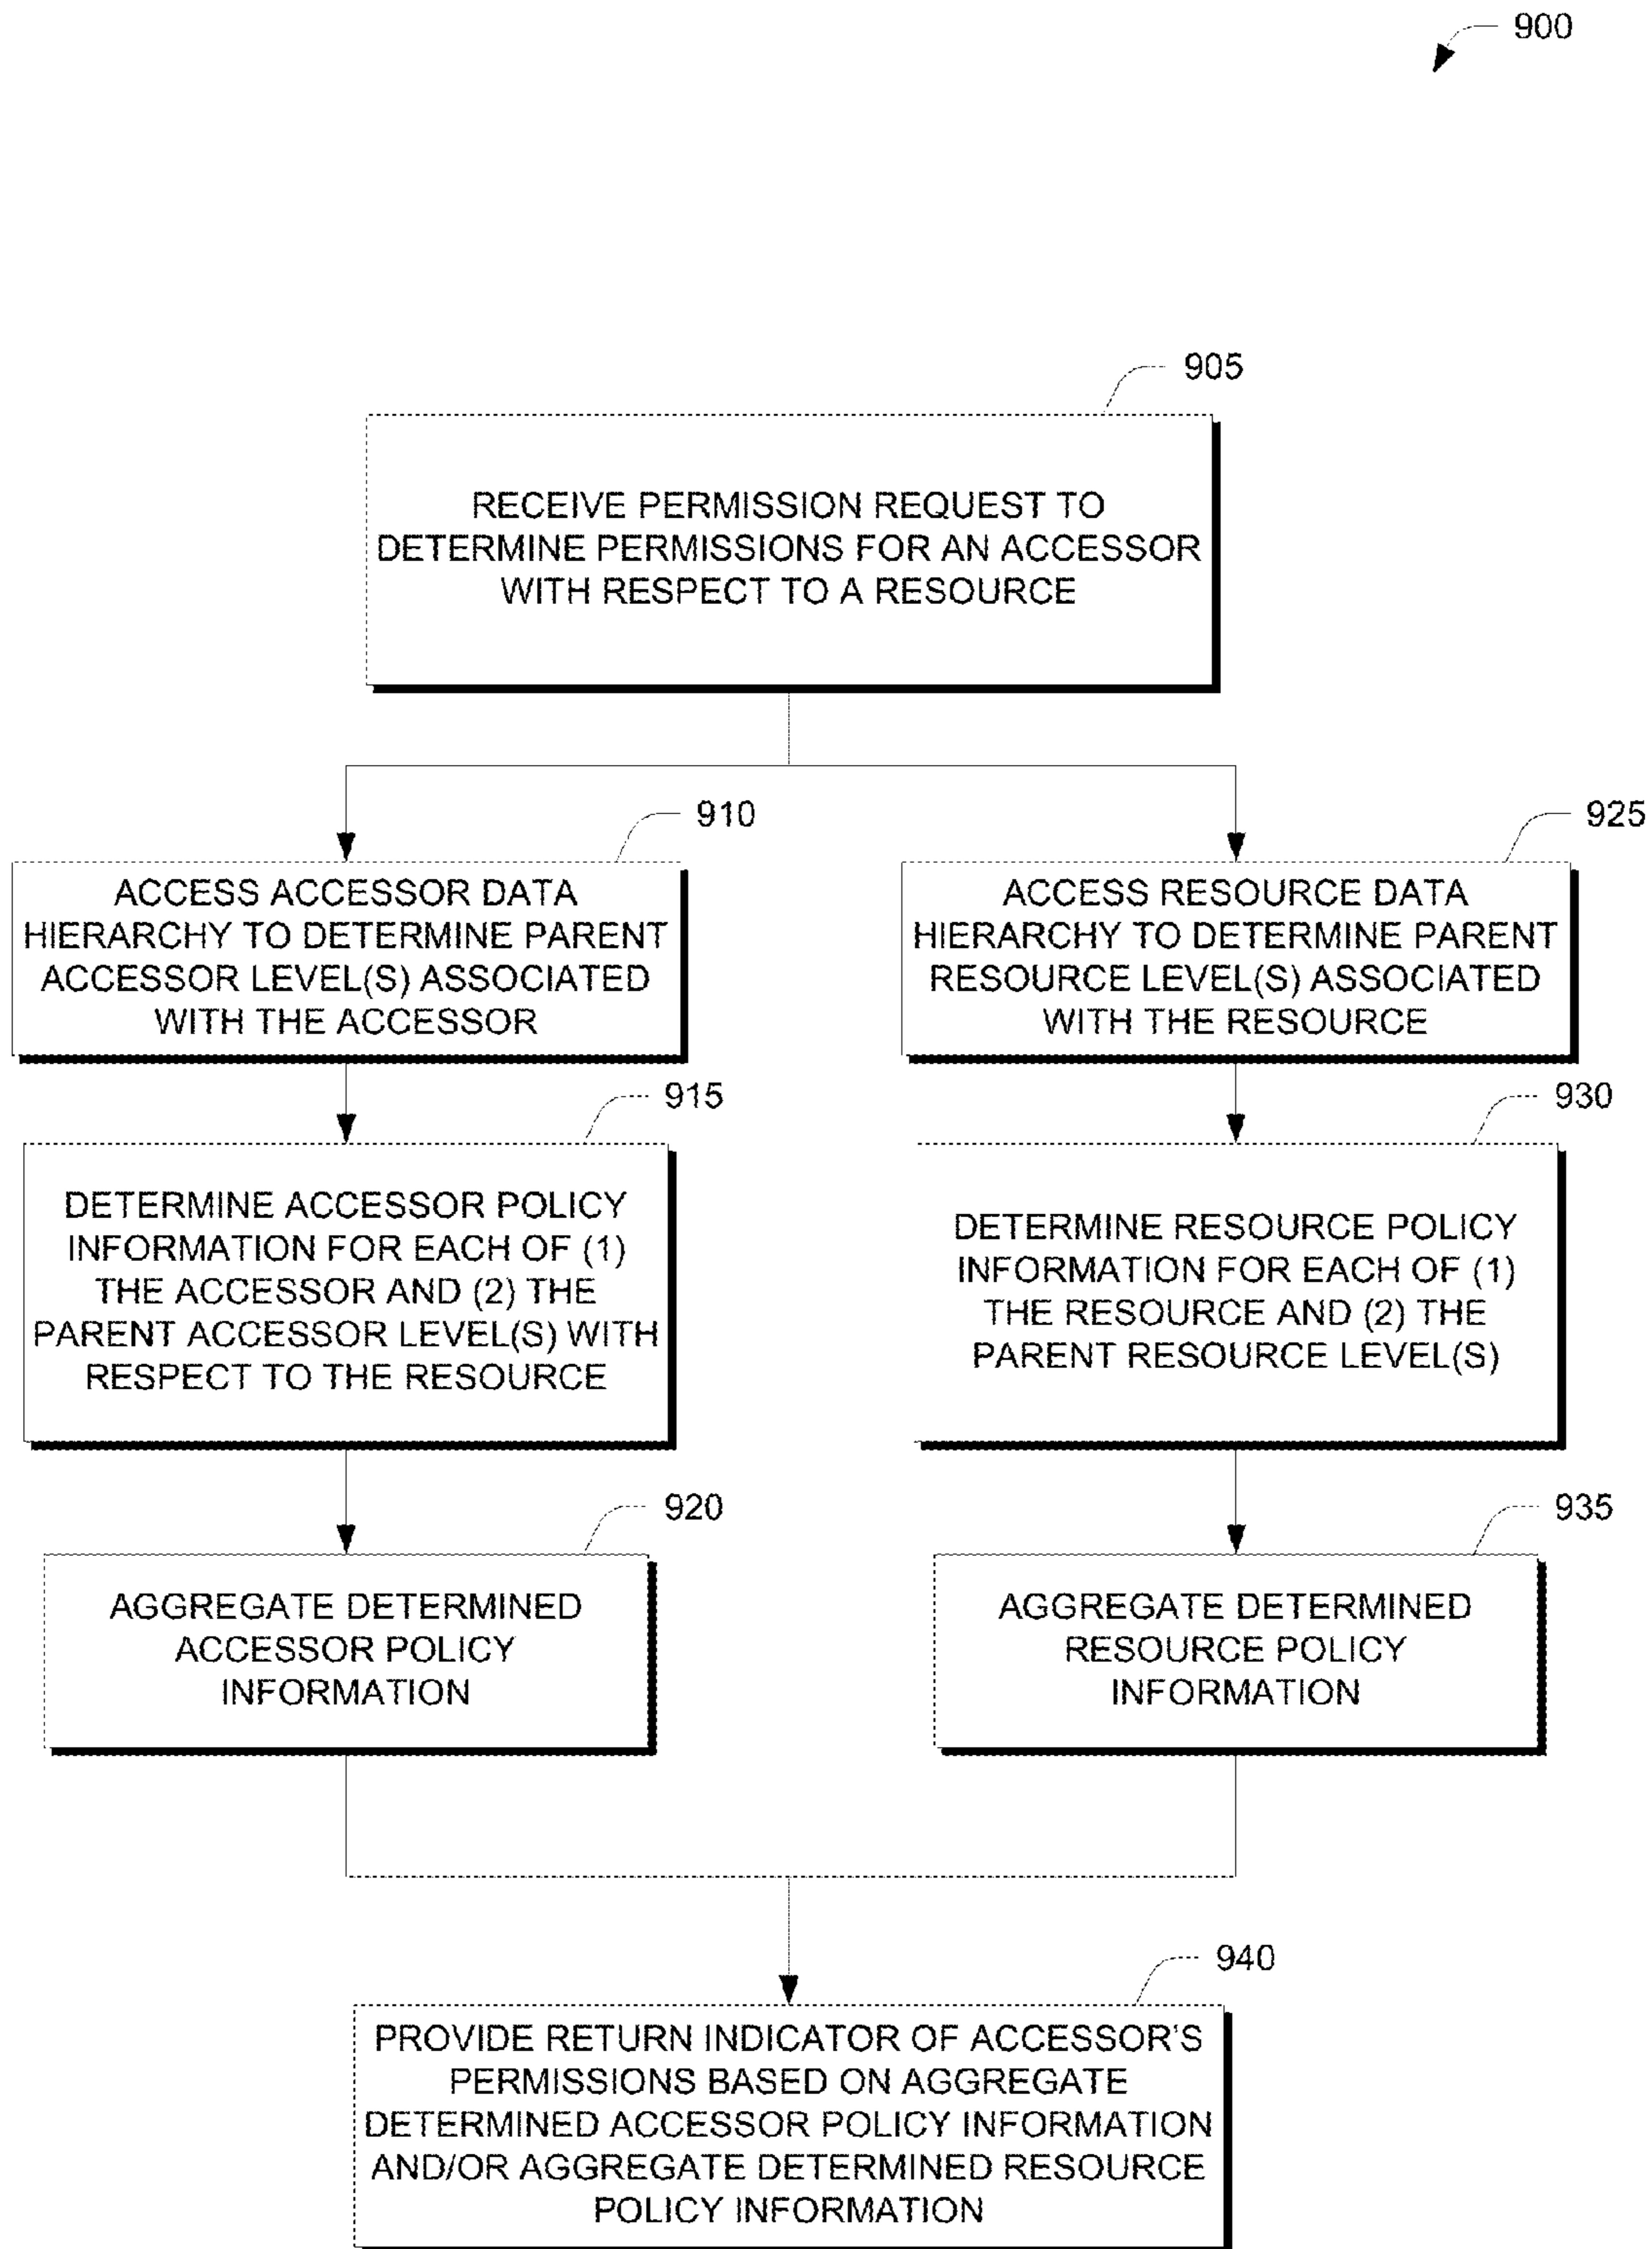 900
905
RECEIVE PERMISSION REQUEST TO
DETERMINE PERMISSIONS FOR AN ACCESSOR
WITH RESPECT TO A RESOURCE
910
ACCESS ACCESSOR DATA
HIERARCHY TO DETERMINE PARENT
ACCESSOR LEVEL(S) ASSOCIATED
WITH THE ACCESSOR
925
ACCESS RESOURCE DATA
HIERARCHY TO DETERMINE PARENT
RESOURCE LEVEL(S) ASSOCIATED
WITH THE RESOURCE
915
DETERMINE ACCESSOR POLICY
INFORMATION FOR EACH OF (1)
THE ACCESSOR AND (2) THE
PARENT ACCESSOR LEVEL(S) WITH
RESPECT TO THE RESOURCE
930
DETERMINE RESOURCE POLICY
INFORMATION FOR EACH OF (1)
THE RESOURCE AND (2) THE
PARENT RESOURCE LEVEL(S)
920
AGGREGATE DETERMINED
ACCESSOR POLICY
INFORMATION
935
AGGREGATE DETERMINED
RESOURCE POLICY
INFORMATION
940
PROVIDE RETURN INDICATOR OF ACCESSOR'S
PERMISSIONS BASED ON AGGREGATE
DETERMINED ACCESSOR POLICY INFORMATION
AND/OR AGGREGATE DETERMINED RESOURCE
POLICY INFORMATION